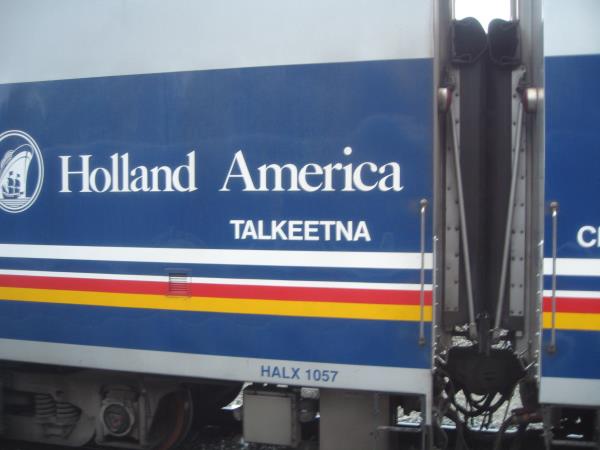 Holland America
TALKEETNA
HALX 1057